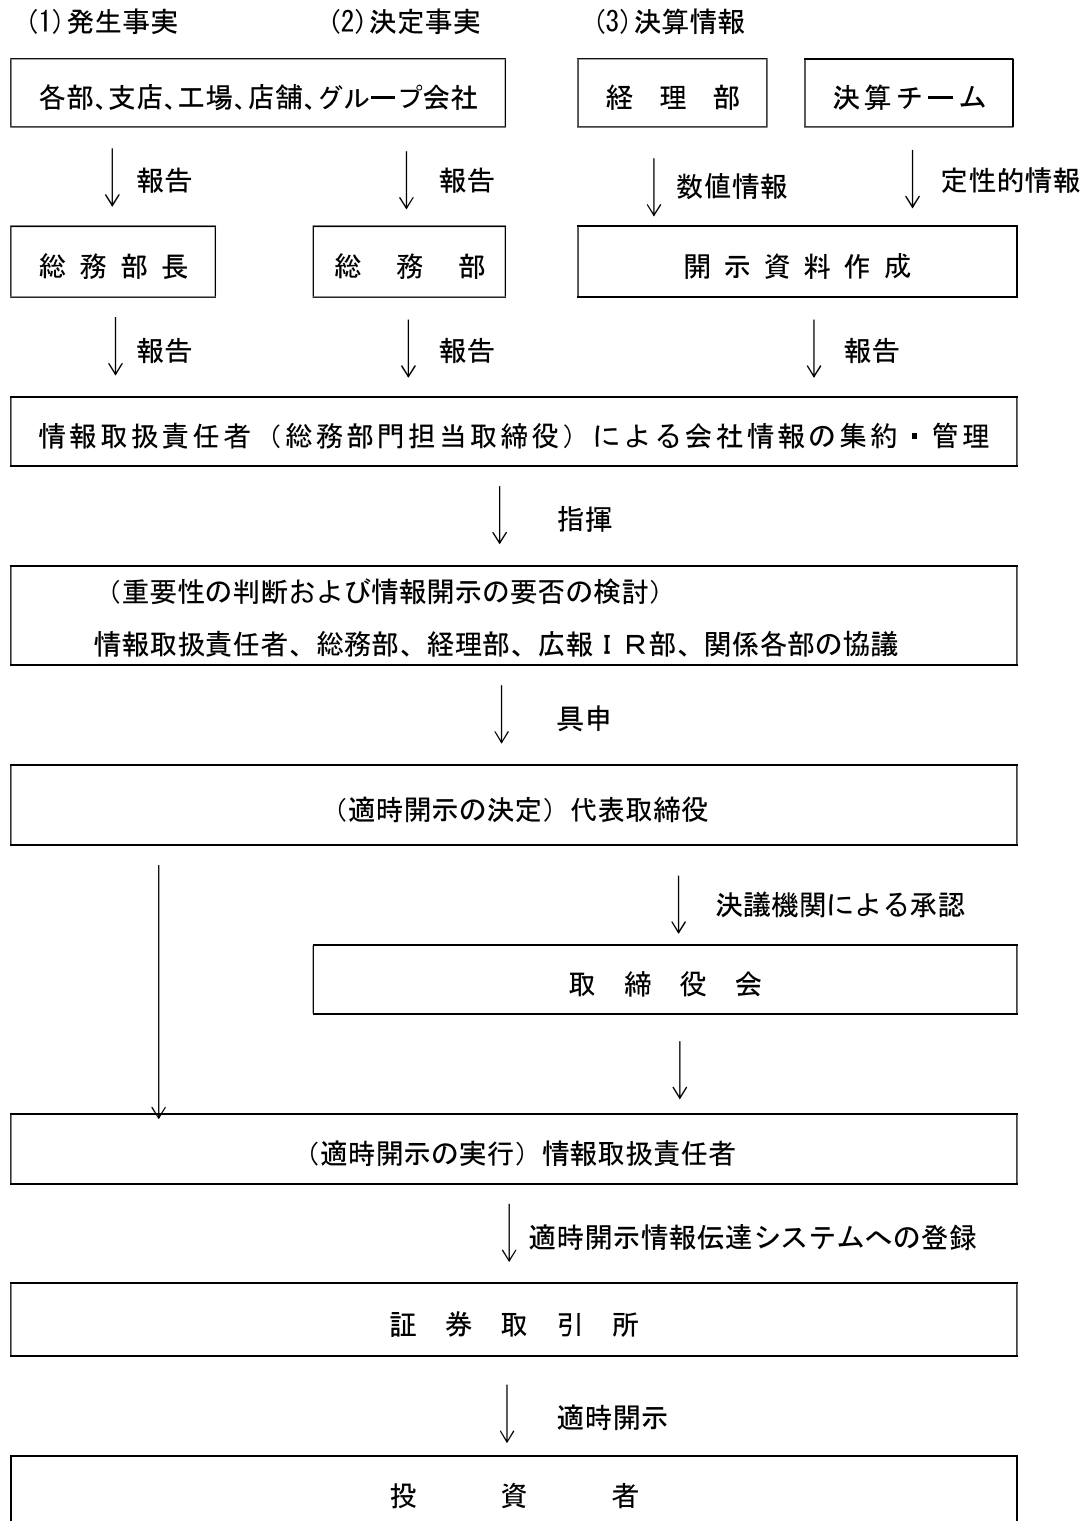 (1)発生事実 (2)決定事実 (3)決算情報
各部、支店、工場、店舗、グループ会社 経理部 決算チーム
報告 報告 数値情報 定性的情報
総務部長 総務部 開示資料作成
報告 報告 報告
情報取扱責任者（総務部門担当取締役）による会社情報の集約・管理
指揮
（重要性の判断および情報開示の要否の検討）
情報取扱責任者、総務部、経理部、広報ＩＲ部、関係各部の協議
具申
（適時開示の決定）代表取締役
決議機関による承認
取締役会
（適時開示の実行）情報取扱責任者
適時開示情報伝達システムへの登録
証券取引所
適時開示
投資者